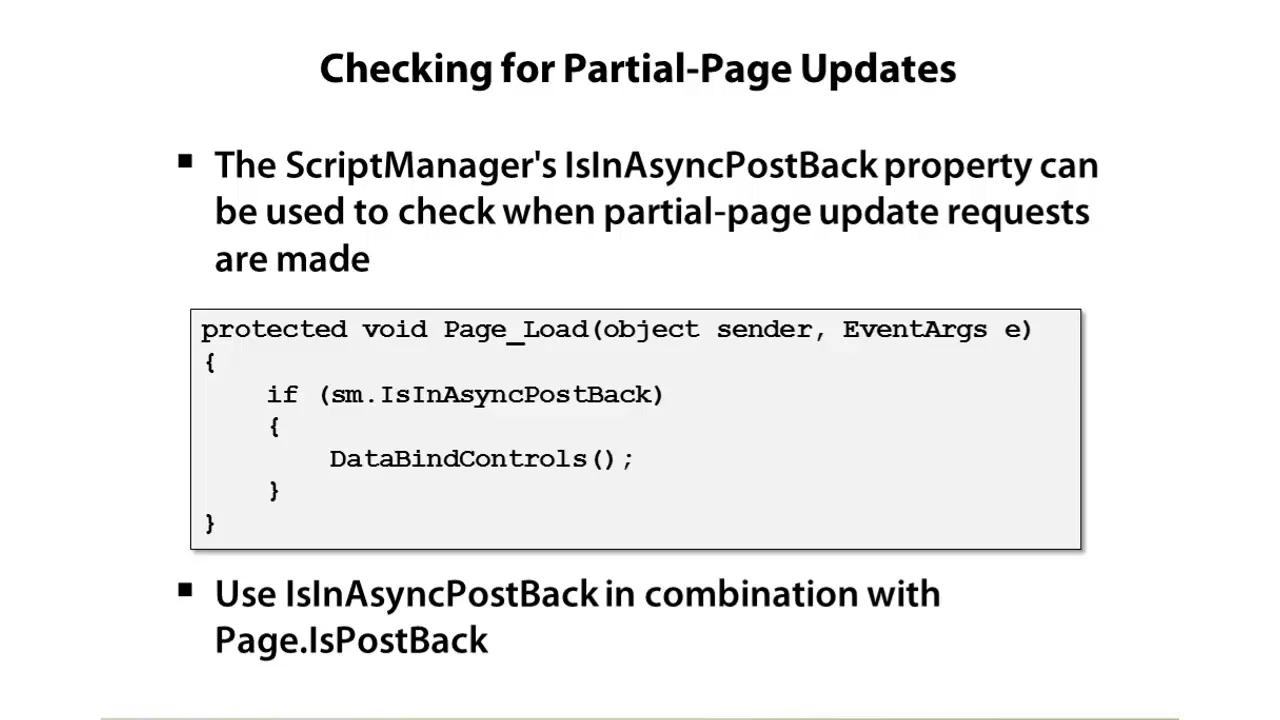 Checking for Partial-Page Updates
▪ The ScriptManager's IsInAsyncPostBack property can
be used to check when partial-page update requests
are made
protected void Page_Load(object sender, EventArgs e)
{
    if (sm.IsInAsyncPostBack)
    {
        DataBindControls();
    }
}
▪ Use IsInAsyncPostBack in combination with
Page.IsPostBack